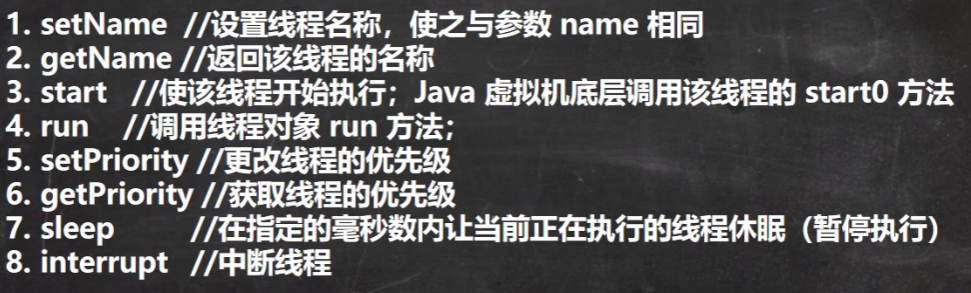 1. setName //设置线程名称，使之与参数 name 相同
2. getName //返回该线程的名称
3. start //使该线程开始执行；Java 虚拟机底层调用该线程的 start0 方法
4. run //调用线程对象 run 方法；
5. setPriority //更改线程的优先级
6. getPriority //获取线程的优先级
7. sleep //在指定的毫秒数内让当前正在执行的线程休眠（暂停执行）
8. interrupt //中断线程